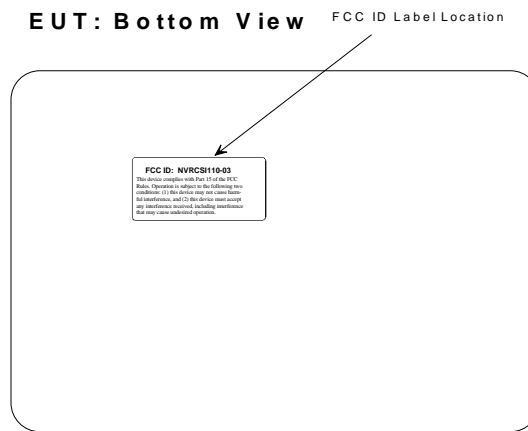 EUT: Bottom View
FCC ID Label Location
FCC ID: NVRCSI110-03
This device complies with Part 15 of the FCC
Rules. Operation is subject to the following two
conditions: (1) this device may not cause harm-
ful interference, and (2) this device must accept
any interference received, including interference
that may cause undesired operation.